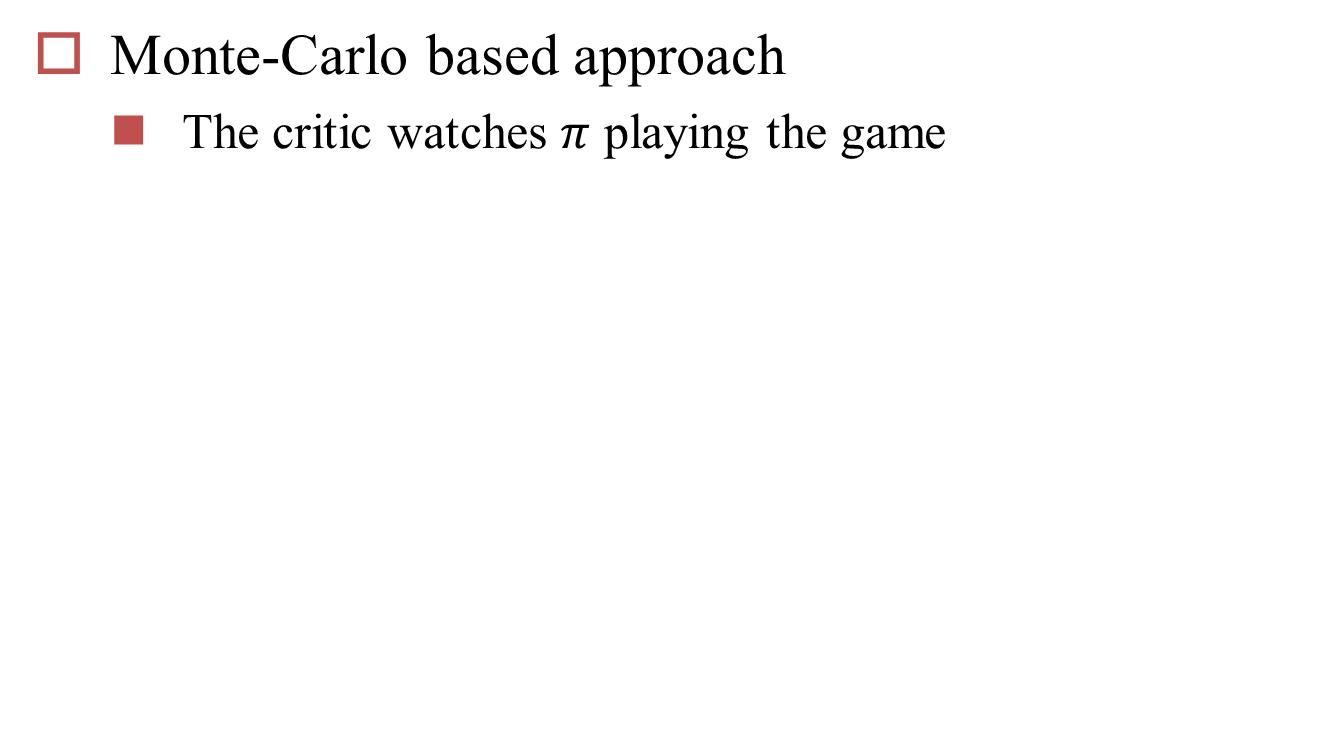 Monte-Carlo based approach
The critic watches π playing the game